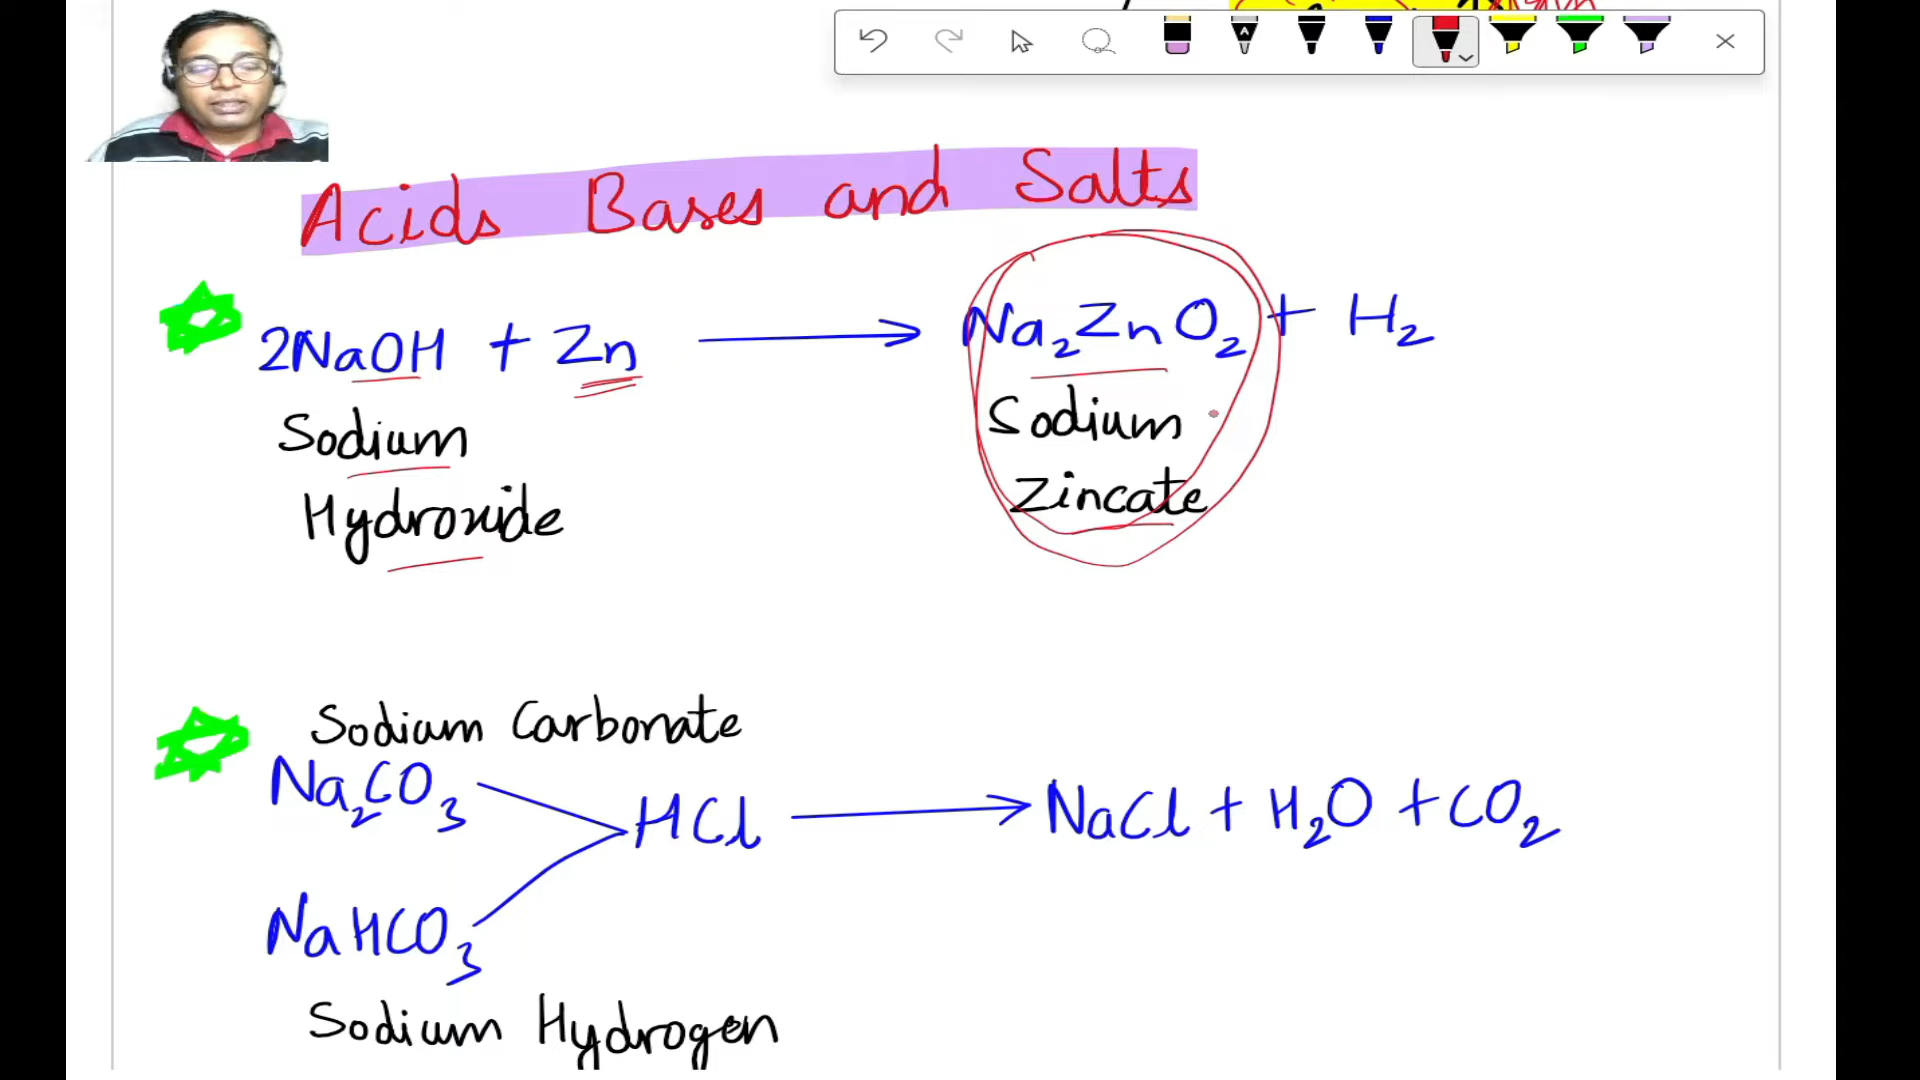 Acids Bases and Salts
2NaOH + Zn ⟶ Na₂ZnO₂ + H₂
Sodium
Hydroxide
Sodium
Zincate
Sodium Carbonate
Na₂CO₃
HCl ⟶ NaCl + H₂O + CO₂
NaHCO₃
Sodium Hydrogen